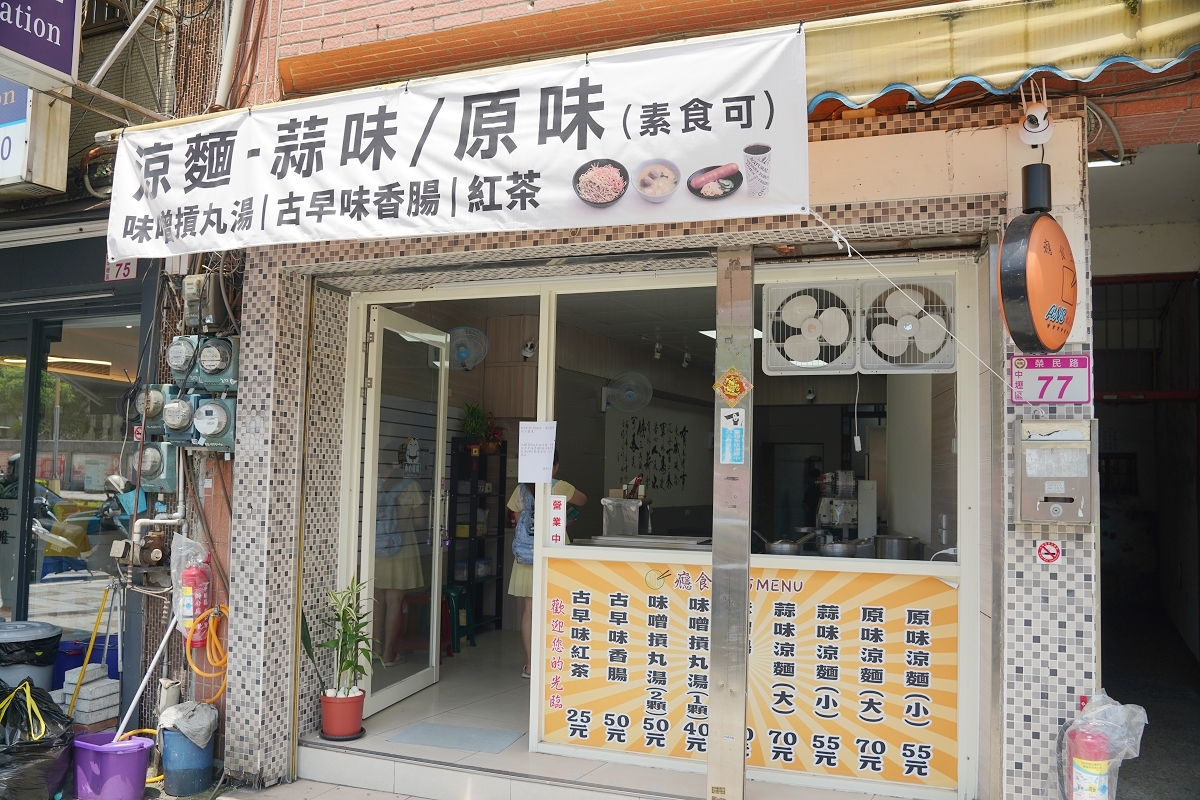 ation
涼麵-蒜味/原味(素食可)
味噌摃丸湯|古早味香腸|紅茶
75
榮民路
中壢區
77
營業中
癮食
MENU
原味涼麵(小) 55元
原味涼麵(大) 70元
蒜味涼麵(小) 55元
蒜味涼麵(大) 70元
味噌摃丸湯(1顆) 40元
味噌摃丸湯(2顆) 50元
古早味香腸 50元
古早味紅茶 25元
歡迎您的光臨